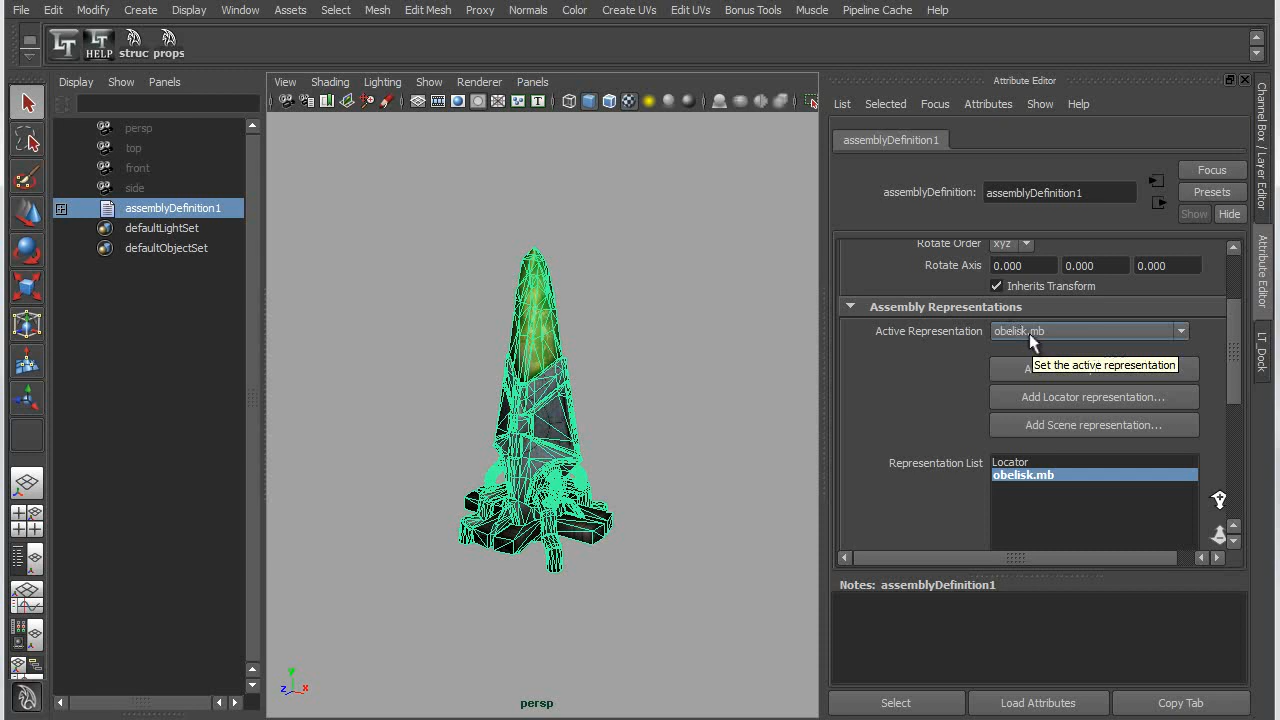 File Edit Modify Create Display Window Assets Select Mesh Edit Mesh Proxy Normals Color Create UVs Edit UVs Bonus Tools Muscle Pipeline Cache Help
LT LT HELP struc props
Display Show Panels
View Shading Lighting Show Renderer Panels
Attribute Editor
List Selected Focus Attributes Show Help
persp
top
front
side
assemblyDefinition1
defaultLightSet
defaultObjectSet
assemblyDefinition1
Focus
assemblyDefinition: assemblyDefinition1 Presets
Show Hide
Rotate Order xyz
Rotate Axis 0.000 0.000 0.000
Inherits Transform
Assembly Representations
Active Representation obelisk.mb
Set the active representation
Add Locator representation...
Add Scene representation...
Representation List Locator
obelisk.mb
Notes: assemblyDefinition1
Select Load Attributes Copy Tab
persp
y
z x
Channel Box / Layer Editor
Attribute Editor
LT_Dock